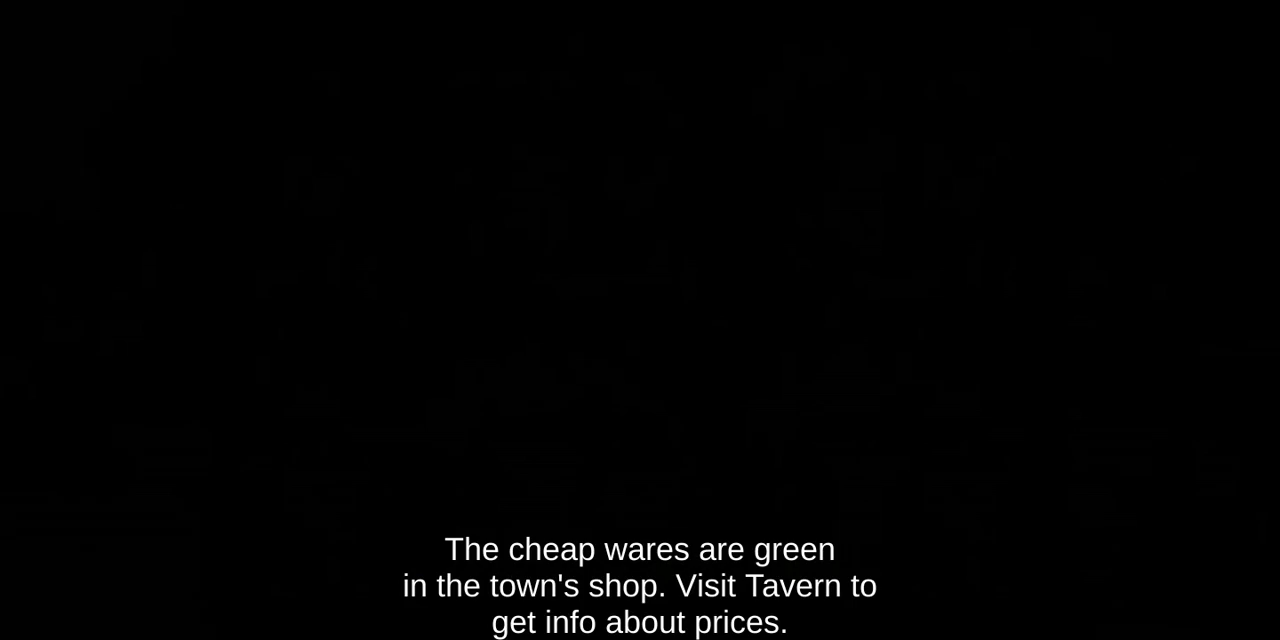 The cheap wares are green
in the town's shop. Visit Tavern to
get info about prices.